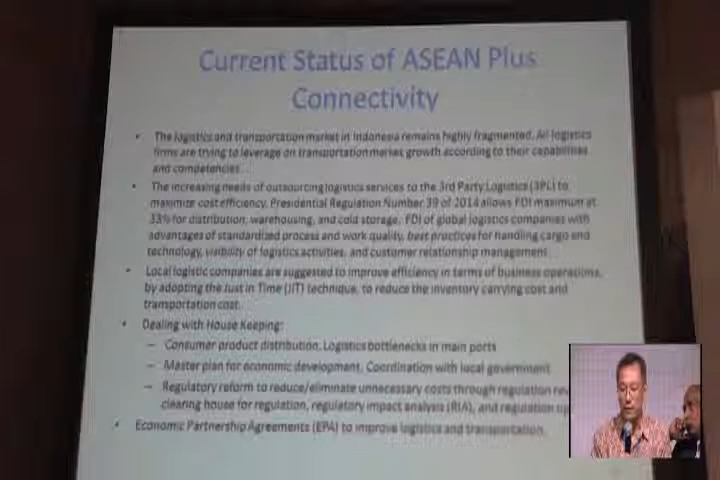 Current Status of ASEAN Plus
Connectivity
• The logistics and transportation market in Indonesia remains highly fragmented. All logistics
firms are trying to leverage on transportation market growth according to their capabilities
and competencies.
• The increasing needs of outsourcing logistics services to the 3rd Party Logistics (3PL) to
maximize cost efficiency. Presidential Regulation Number 39 of 2014 allows FDI maximum at
33% for distribution, warehousing, and cold storage. FDI of global logistics companies with
advantages of standardized process and work quality, best practices for handling cargo and
technology, visibility of logistics activities, and customer relationship management.
• Local logistic companies are suggested to improve efficiency in terms of business operations,
by adopting the Just in Time (JIT) technique, to reduce the inventory carrying cost and
transportation cost.
• Dealing with House Keeping:
– Consumer product distribution. Logistics bottlenecks in main ports
– Master plan for economic development. Coordination with local government
– Regulatory reform to reduce/eliminate unnecessary costs through regulation
clearing house for regulation, regulatory impact analysis (RIA), and regulation
• Economic Partnership Agreements (EPA) to improve logistics and transportation.